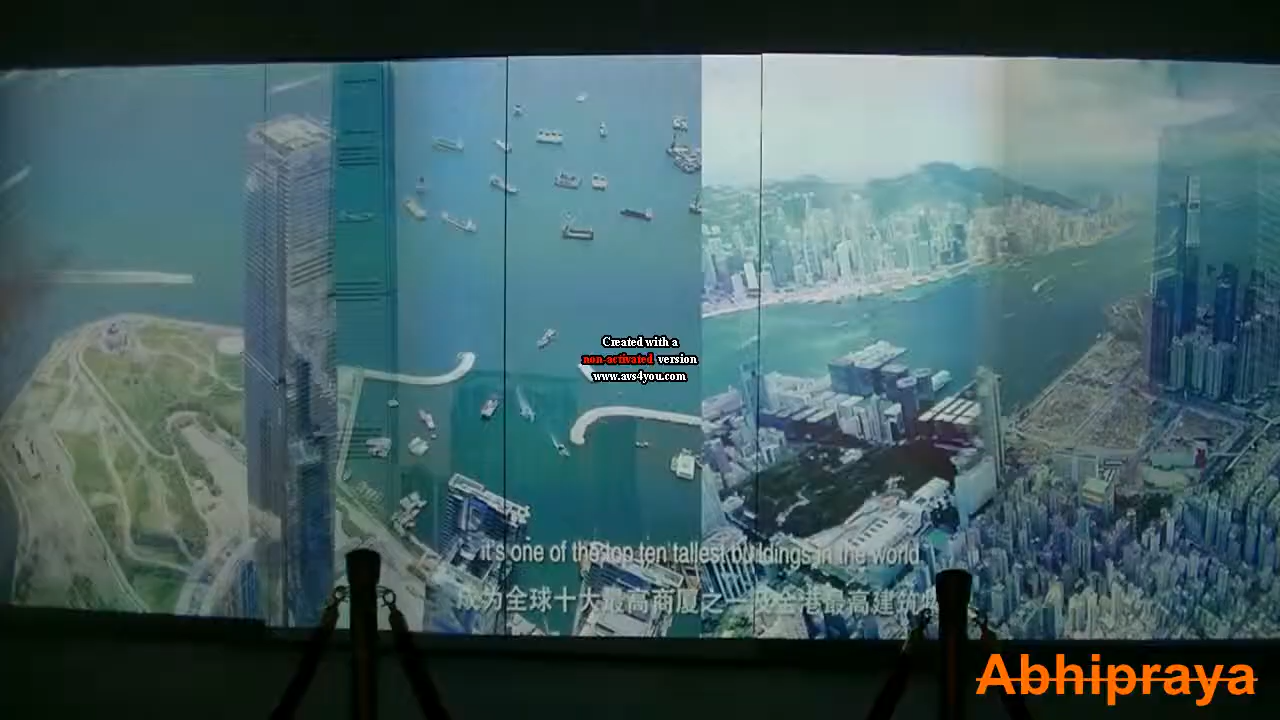 Created with a
non-activated version
www.avs4you.com
it's one of the top ten tallest buildings in the world
成为全球十大最高商厦之一及全港最高建筑物
Abhipraya